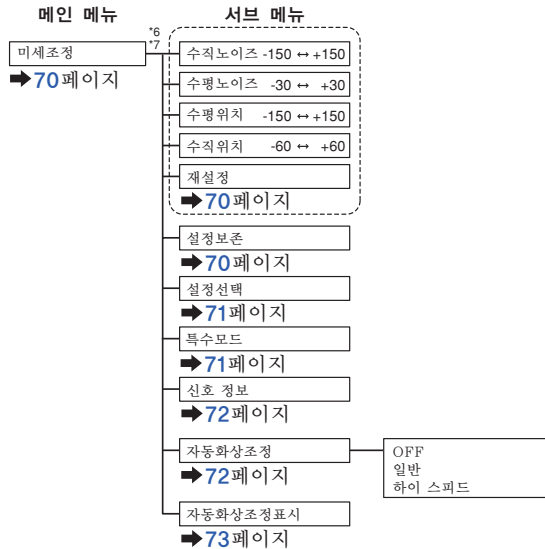 메인 메뉴
서브 메뉴
*6
*7
미세조정
➡70페이지
수직노이즈 -150 ↔ +150
수평노이즈 -30 ↔ +30
수평위치 -150 ↔ +150
수직위치 -60 ↔ +60
재설정
➡70페이지
설정보존
➡70페이지
설정선택
➡71페이지
특수모드
➡71페이지
신호 정보
➡72페이지
자동화상조정
➡72페이지
OFF
일반
하이 스피드
자동화상조정표시
➡73페이지